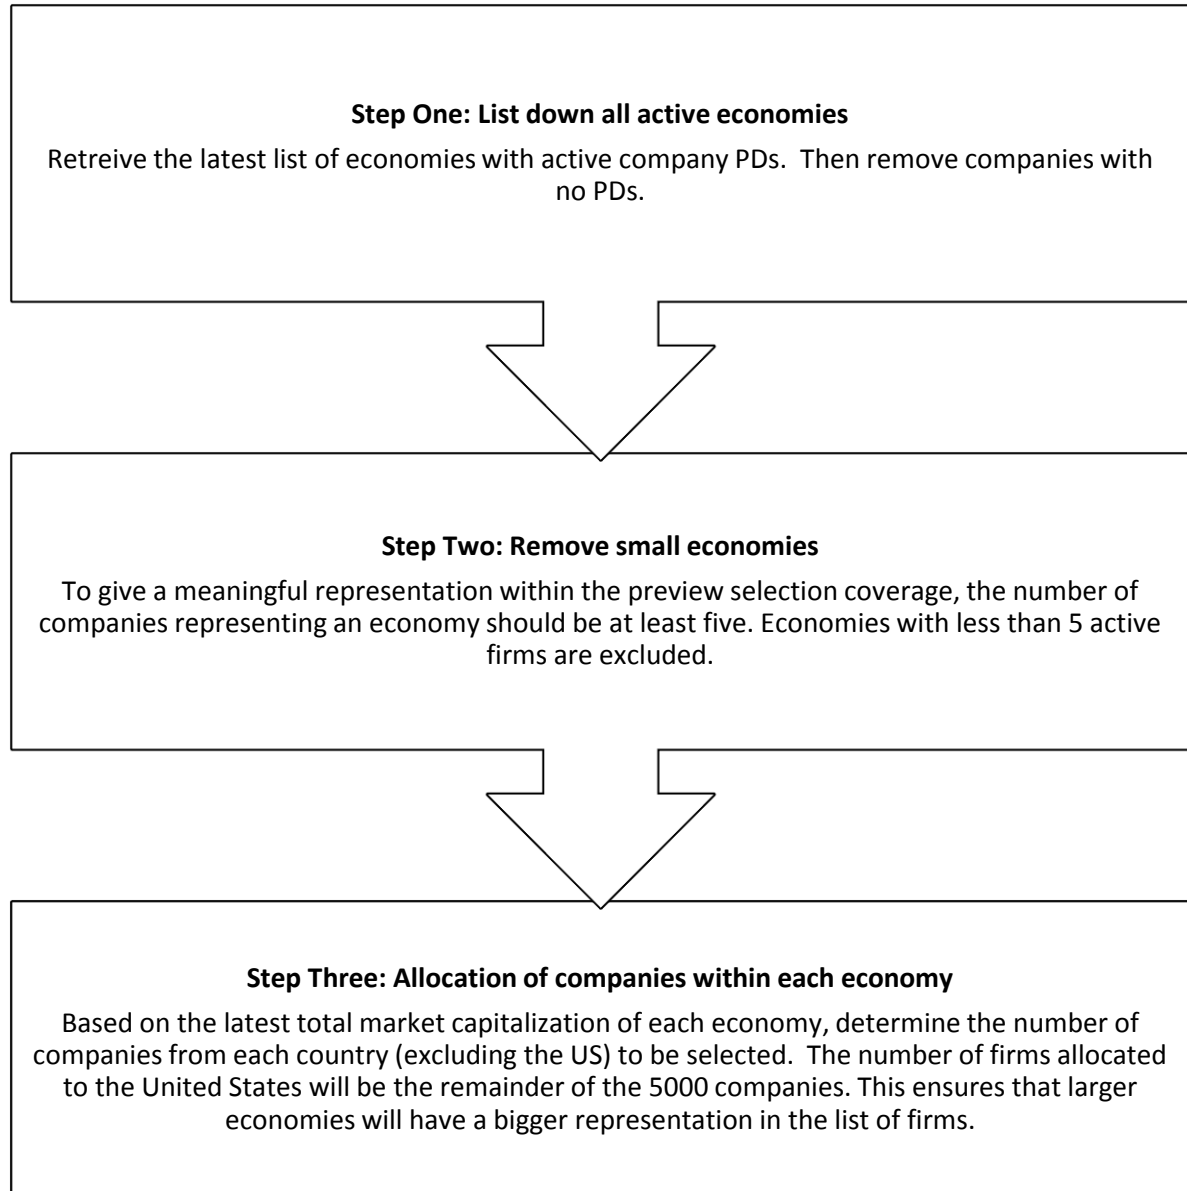 Step One: List down all active economies
Retreive the latest list of economies with active company PDs.  Then remove companies with
no PDs.
Step Two: Remove small economies
To give a meaningful representation within the preview selection coverage, the number of
companies representing an economy should be at least five. Economies with less than 5 active
firms are excluded.
Step Three: Allocation of companies within each economy
Based on the latest total market capitalization of each economy, determine the number of
companies from each country (excluding the US) to be selected.  The number of firms allocated
to the United States will be the remainder of the 5000 companies. This ensures that larger
economies will have a bigger representation in the list of firms.